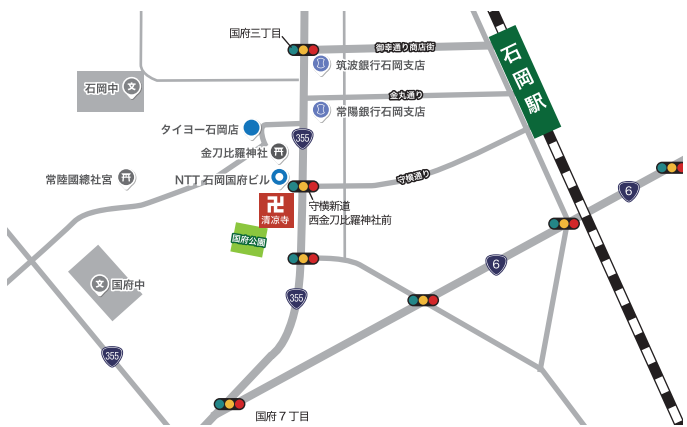 国府三丁目
御幸通り商店街
石岡駅
筑波銀行石岡支店
石岡中
文
金丸通り
常陽銀行石岡支店
タイヨー石岡店
355
金刀比羅神社
守横通り
常陸國總社宮
NTT石岡国府ビル
6
卍
清凉寺
守横新道
西金刀比羅神社前
国府公園
6
文
国府中
355
355
国府7丁目